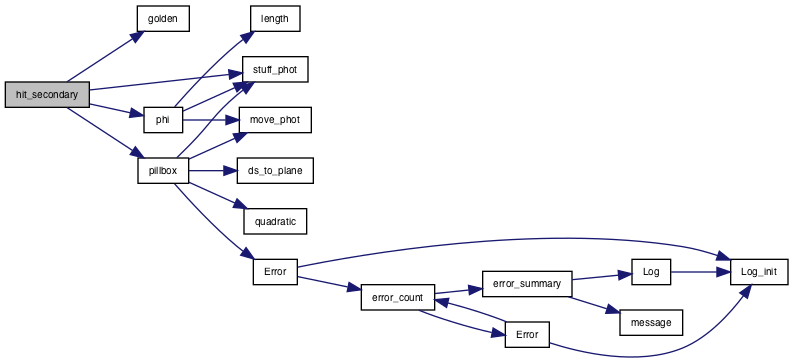 golden
length
stuff_phot
hit_secondary
phi
move_phot
pillbox
ds_to_plane
quadratic
Error
Log_init
error_count
error_summary
Log
message
Error